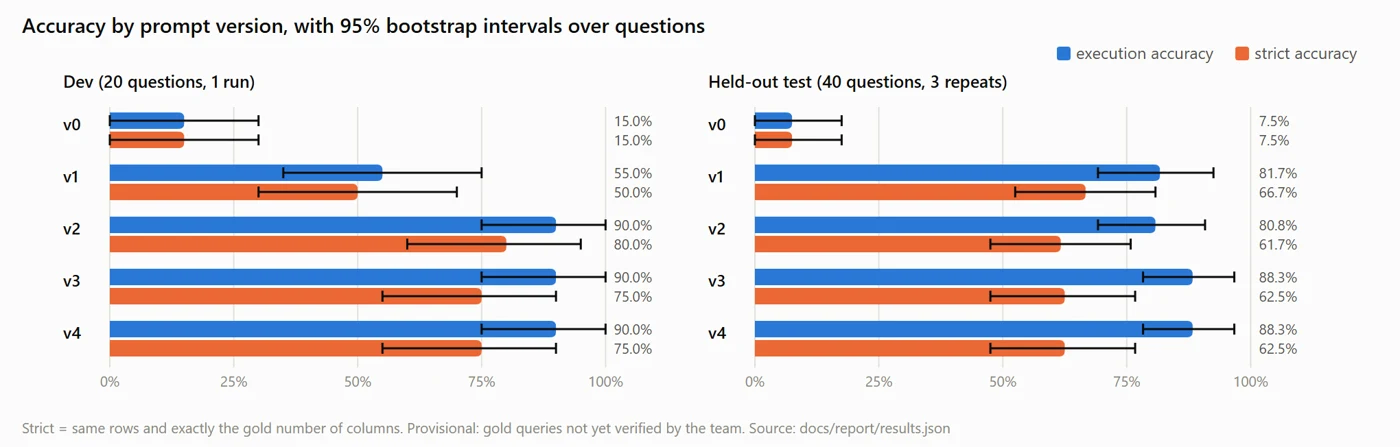 Accuracy by prompt version, with 95% bootstrap intervals over questions
execution accuracy
strict accuracy
Dev (20 questions, 1 run)
v0
15.0%
15.0%
v1
55.0%
50.0%
v2
90.0%
80.0%
v3
90.0%
75.0%
v4
90.0%
75.0%
0% 25% 50% 75% 100%
Held-out test (40 questions, 3 repeats)
v0
7.5%
7.5%
v1
81.7%
66.7%
v2
80.8%
61.7%
v3
88.3%
62.5%
v4
88.3%
62.5%
0% 25% 50% 75% 100%
Strict = same rows and exactly the gold number of columns. Provisional: gold queries not yet verified by the team. Source: docs/report/results.json